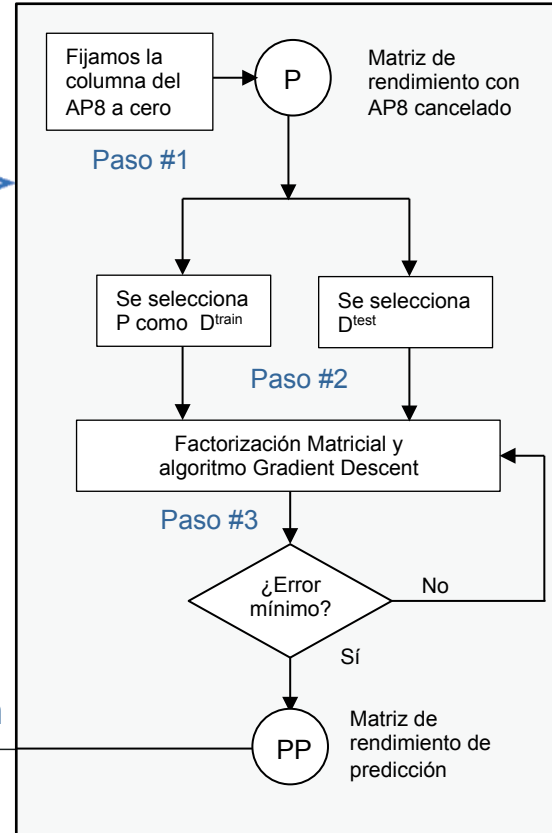 Fijamos la
columna del
AP8 a cero
P
Matriz de
rendimiento con
AP8 cancelado
Paso #1
Se selecciona
P como Dtrain
Se selecciona
Dtest
Paso #2
Factorización Matricial y
algoritmo Gradient Descent
Paso #3
¿Error
mínimo?
No
Sí
PP
Matriz de
rendimiento de
predicción